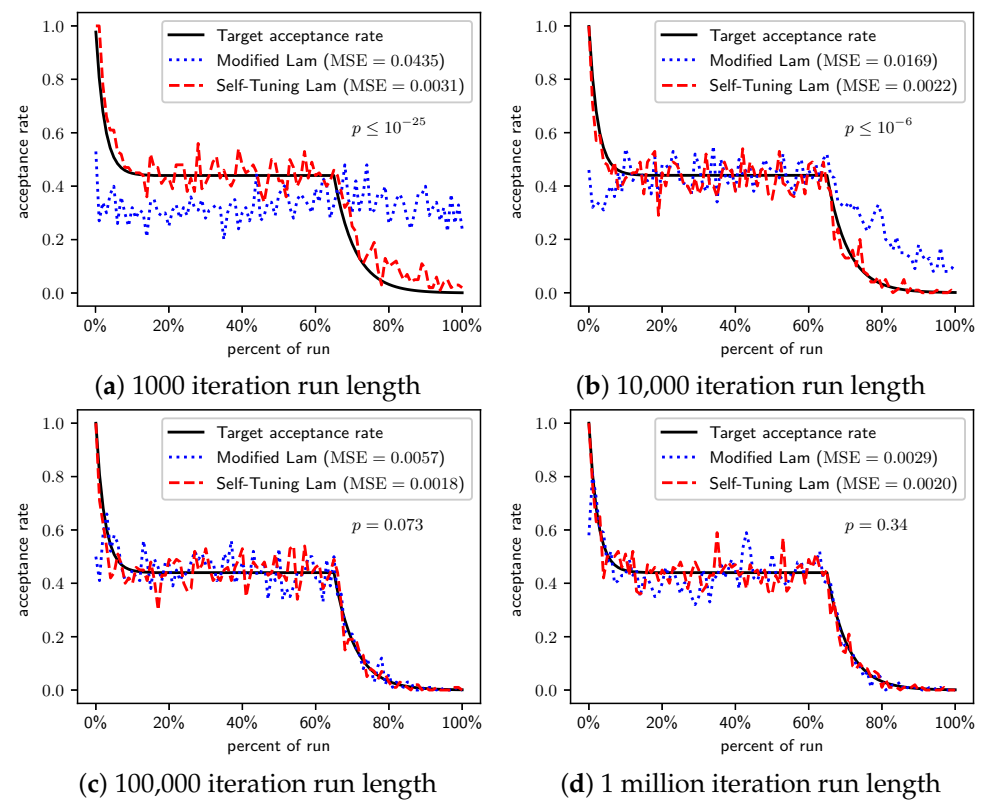 Target acceptance rate
Modified Lam (MSE = 0.0435)
Self-Tuning Lam (MSE = 0.0031)
p ≤ 10⁻²⁵
1.0
0.8
0.6
0.4
0.2
0.0
acceptance rate
0% 20% 40% 60% 80% 100%
percent of run
(a) 1000 iteration run length
Target acceptance rate
Modified Lam (MSE = 0.0169)
Self-Tuning Lam (MSE = 0.0022)
p ≤ 10⁻⁶
1.0
0.8
0.6
0.4
0.2
0.0
acceptance rate
0% 20% 40% 60% 80% 100%
percent of run
(b) 10,000 iteration run length
Target acceptance rate
Modified Lam (MSE = 0.0057)
Self-Tuning Lam (MSE = 0.0018)
p = 0.073
1.0
0.8
0.6
0.4
0.2
0.0
acceptance rate
0% 20% 40% 60% 80% 100%
percent of run
(c) 100,000 iteration run length
Target acceptance rate
Modified Lam (MSE = 0.0029)
Self-Tuning Lam (MSE = 0.0020)
p = 0.34
1.0
0.8
0.6
0.4
0.2
0.0
acceptance rate
0% 20% 40% 60% 80% 100%
percent of run
(d) 1 million iteration run length